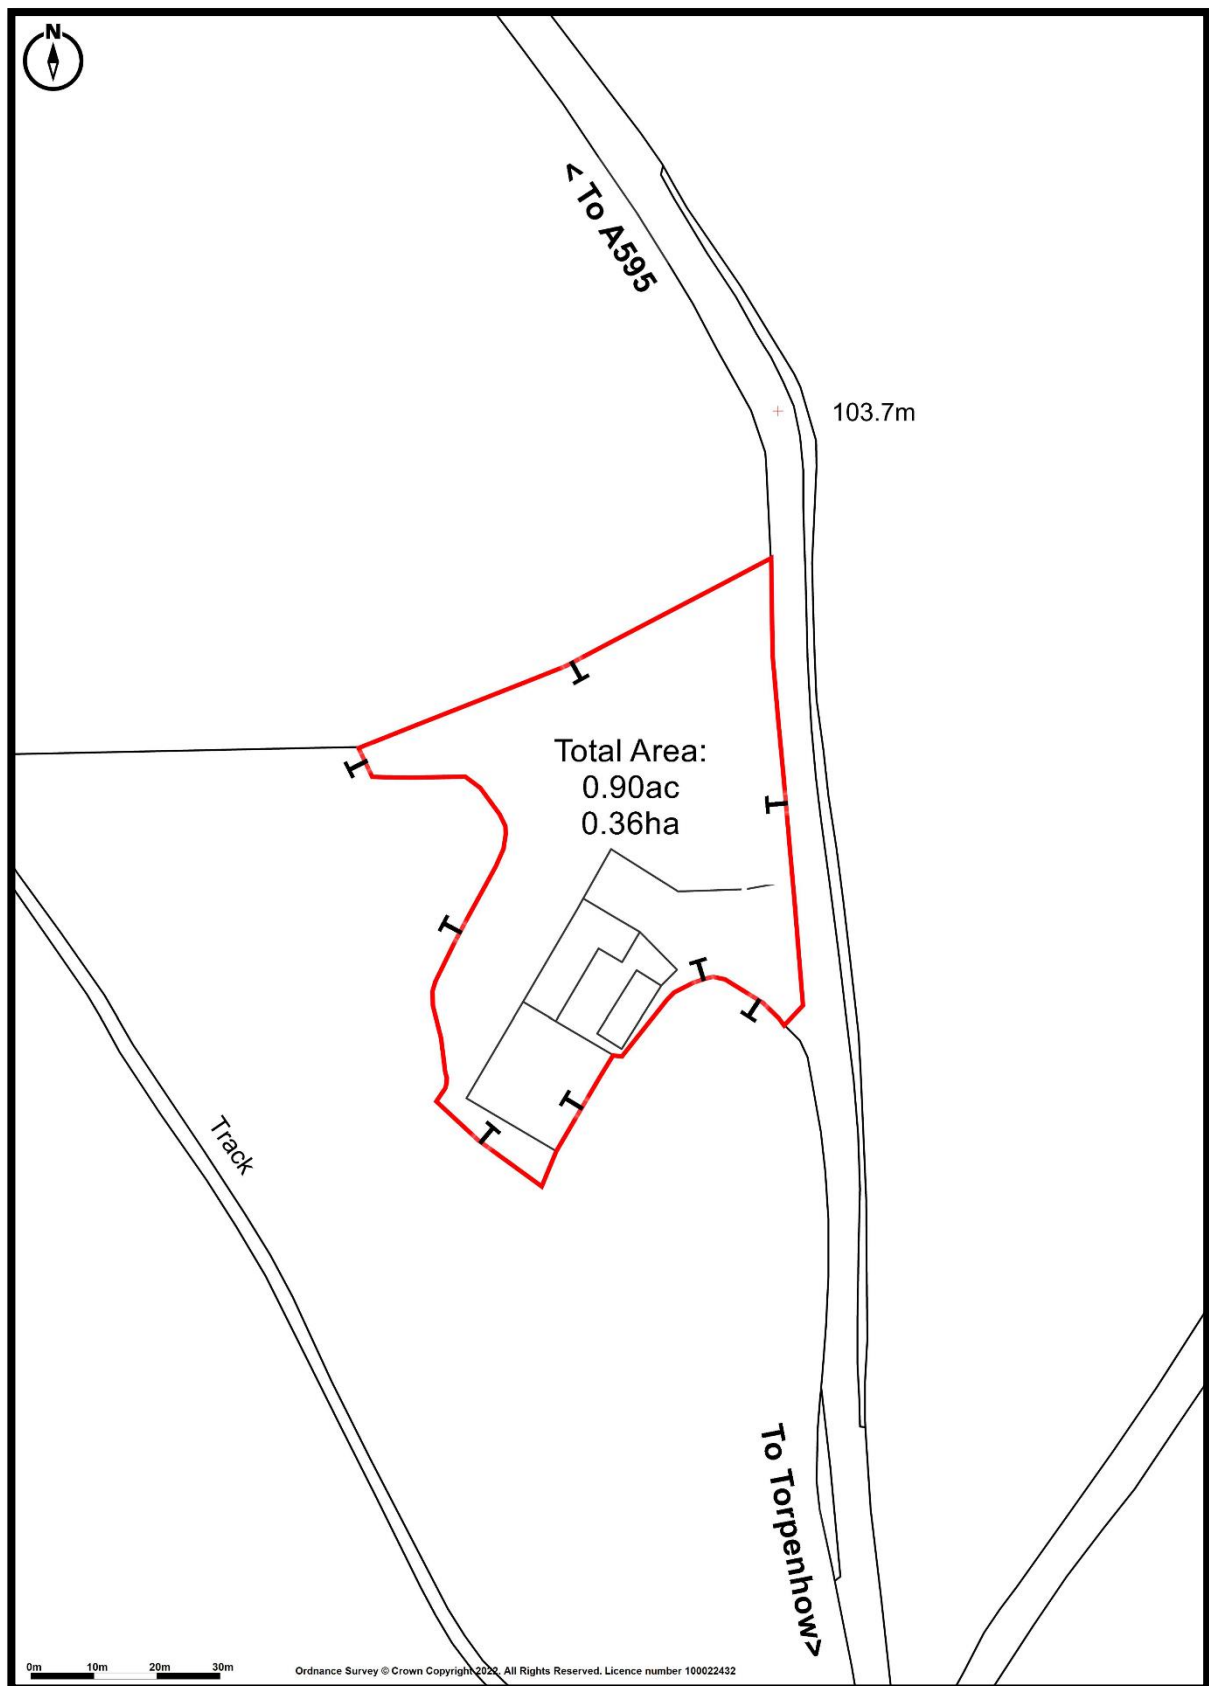 N
< To A595
103.7m
Total Area:
0.90ac
0.36ha
Track
To Torpenhow>
0m 10m 20m 30m
Ordnance Survey © Crown Copyright 2022. All Rights Reserved. Licence number 100022432